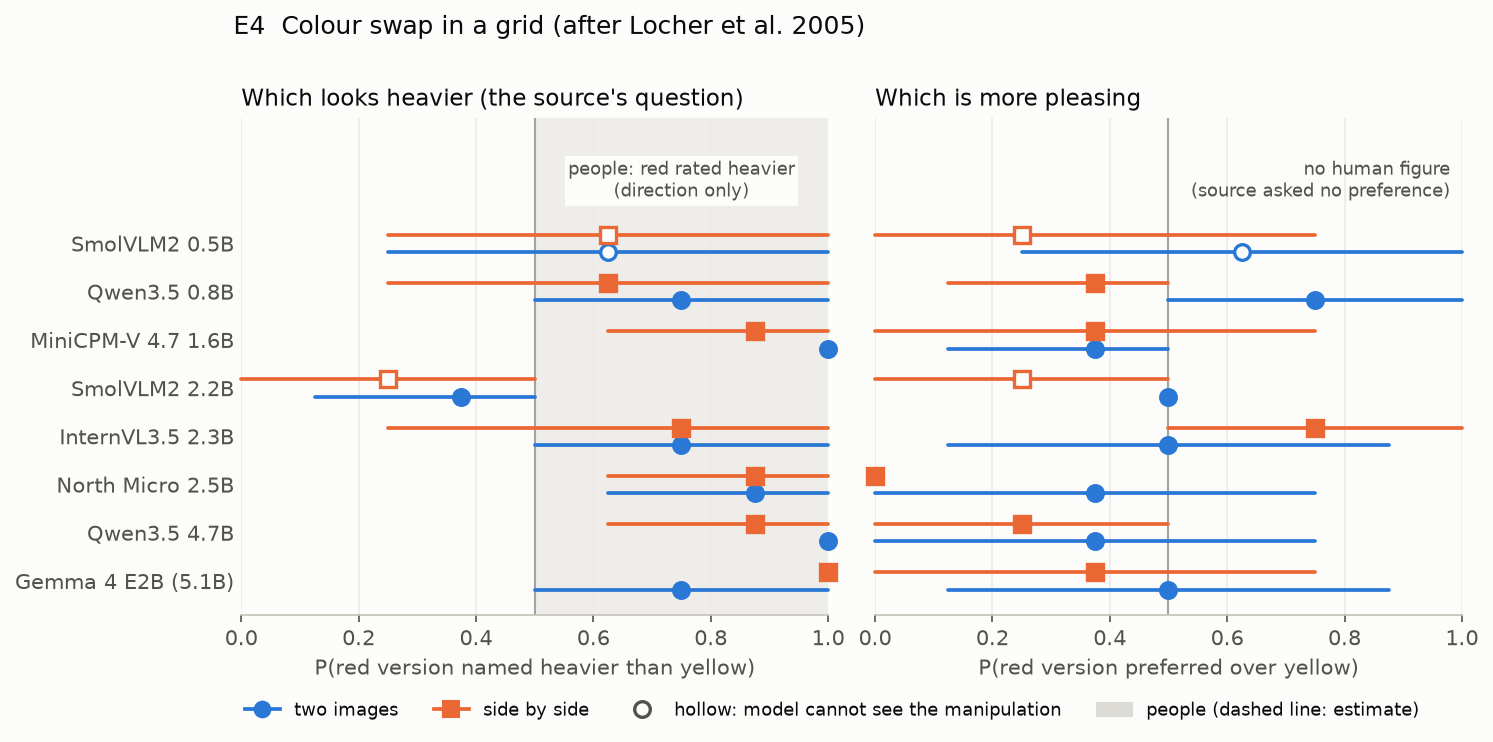 E4  Colour swap in a grid (after Locher et al. 2005)
Which looks heavier (the source's question)
people: red rated heavier
(direction only)
SmolVLM2 0.5B
Qwen3.5 0.8B
MiniCPM-V 4.7 1.6B
SmolVLM2 2.2B
InternVL3.5 2.3B
North Micro 2.5B
Qwen3.5 4.7B
Gemma 4 E2B (5.1B)
0.0 0.2 0.4 0.6 0.8 1.0
P(red version named heavier than yellow)
Which is more pleasing
no human figure
(source asked no preference)
0.0 0.2 0.4 0.6 0.8 1.0
P(red version preferred over yellow)
two images side by side hollow: model cannot see the manipulation people (dashed line: estimate)